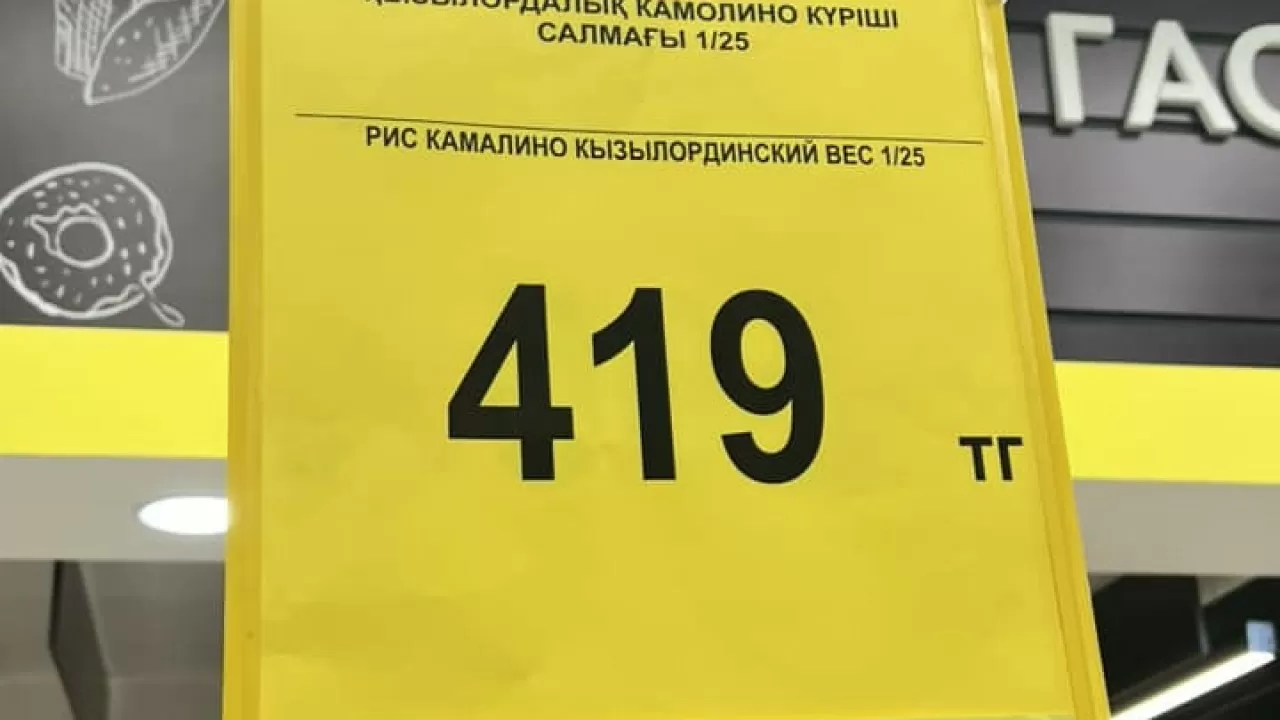 ҚЫЗЫЛОРДАЛЫҚ КАМОЛИНО КҮРІШІ
САЛМАҒЫ 1/25
РИС КАМАЛИНО КЫЗЫЛОРДИНСКИЙ ВЕС 1/25
419
ТГ